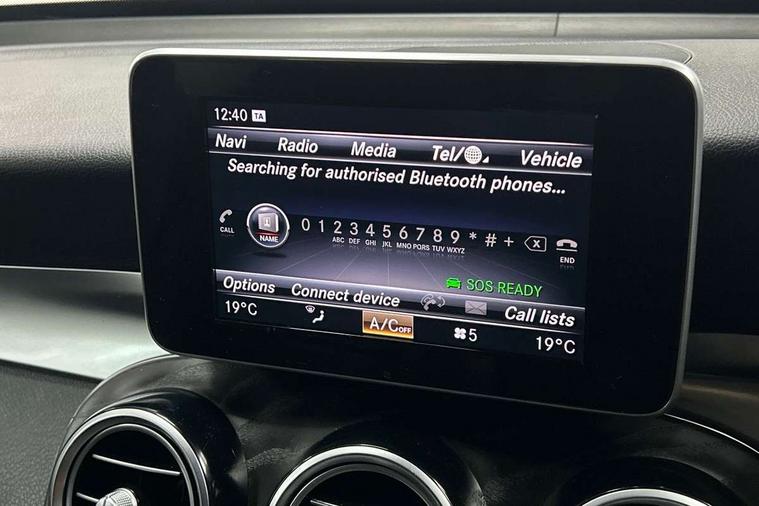 12:40 TA
Navi Radio Media Tel/ Vehicle
Searching for authorised Bluetooth phones...
CALL NAME 0 1 2 3 4 5 6 7 8 9 * # + END
ABC DEF GHI JKL MNO PQRS TUV WXYZ
SOS READY
Options Connect device Call lists
19°C A/C OFF 5 19°C